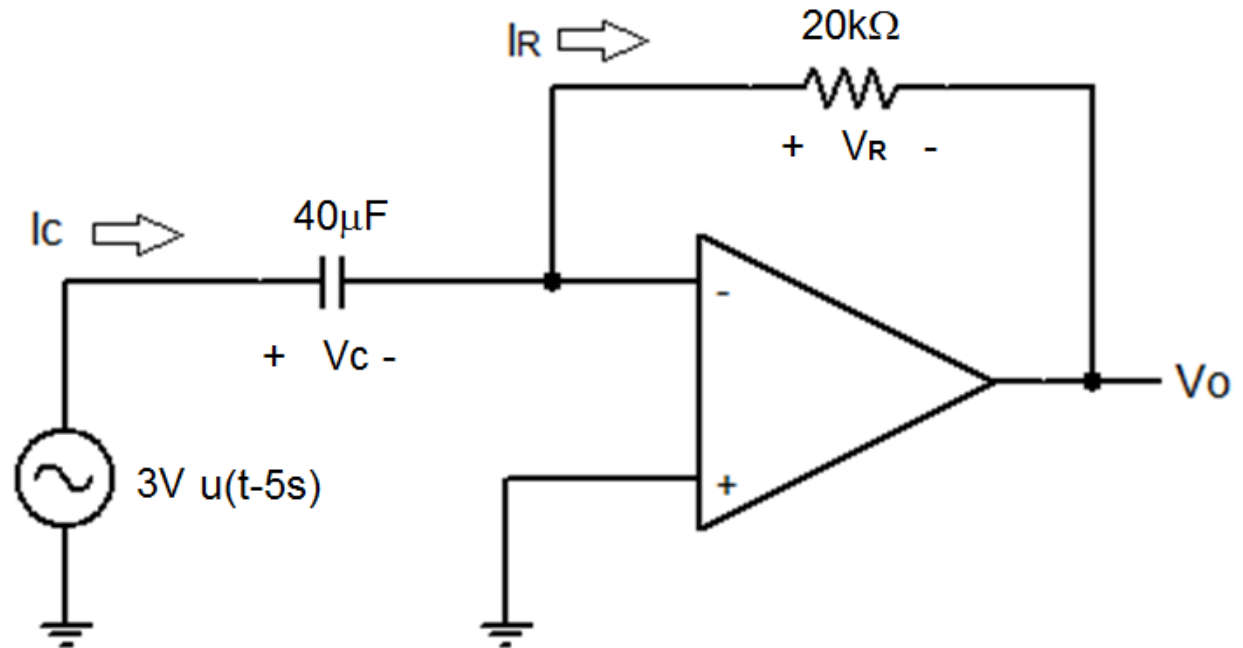 20kΩ
IR
+ VR -
40μF
Ic
-
+ Vc -
Vo
3V u(t-5s)
+